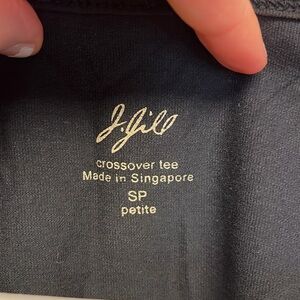 J.Jill
crossover tee
Made in Singapore
SP
petite